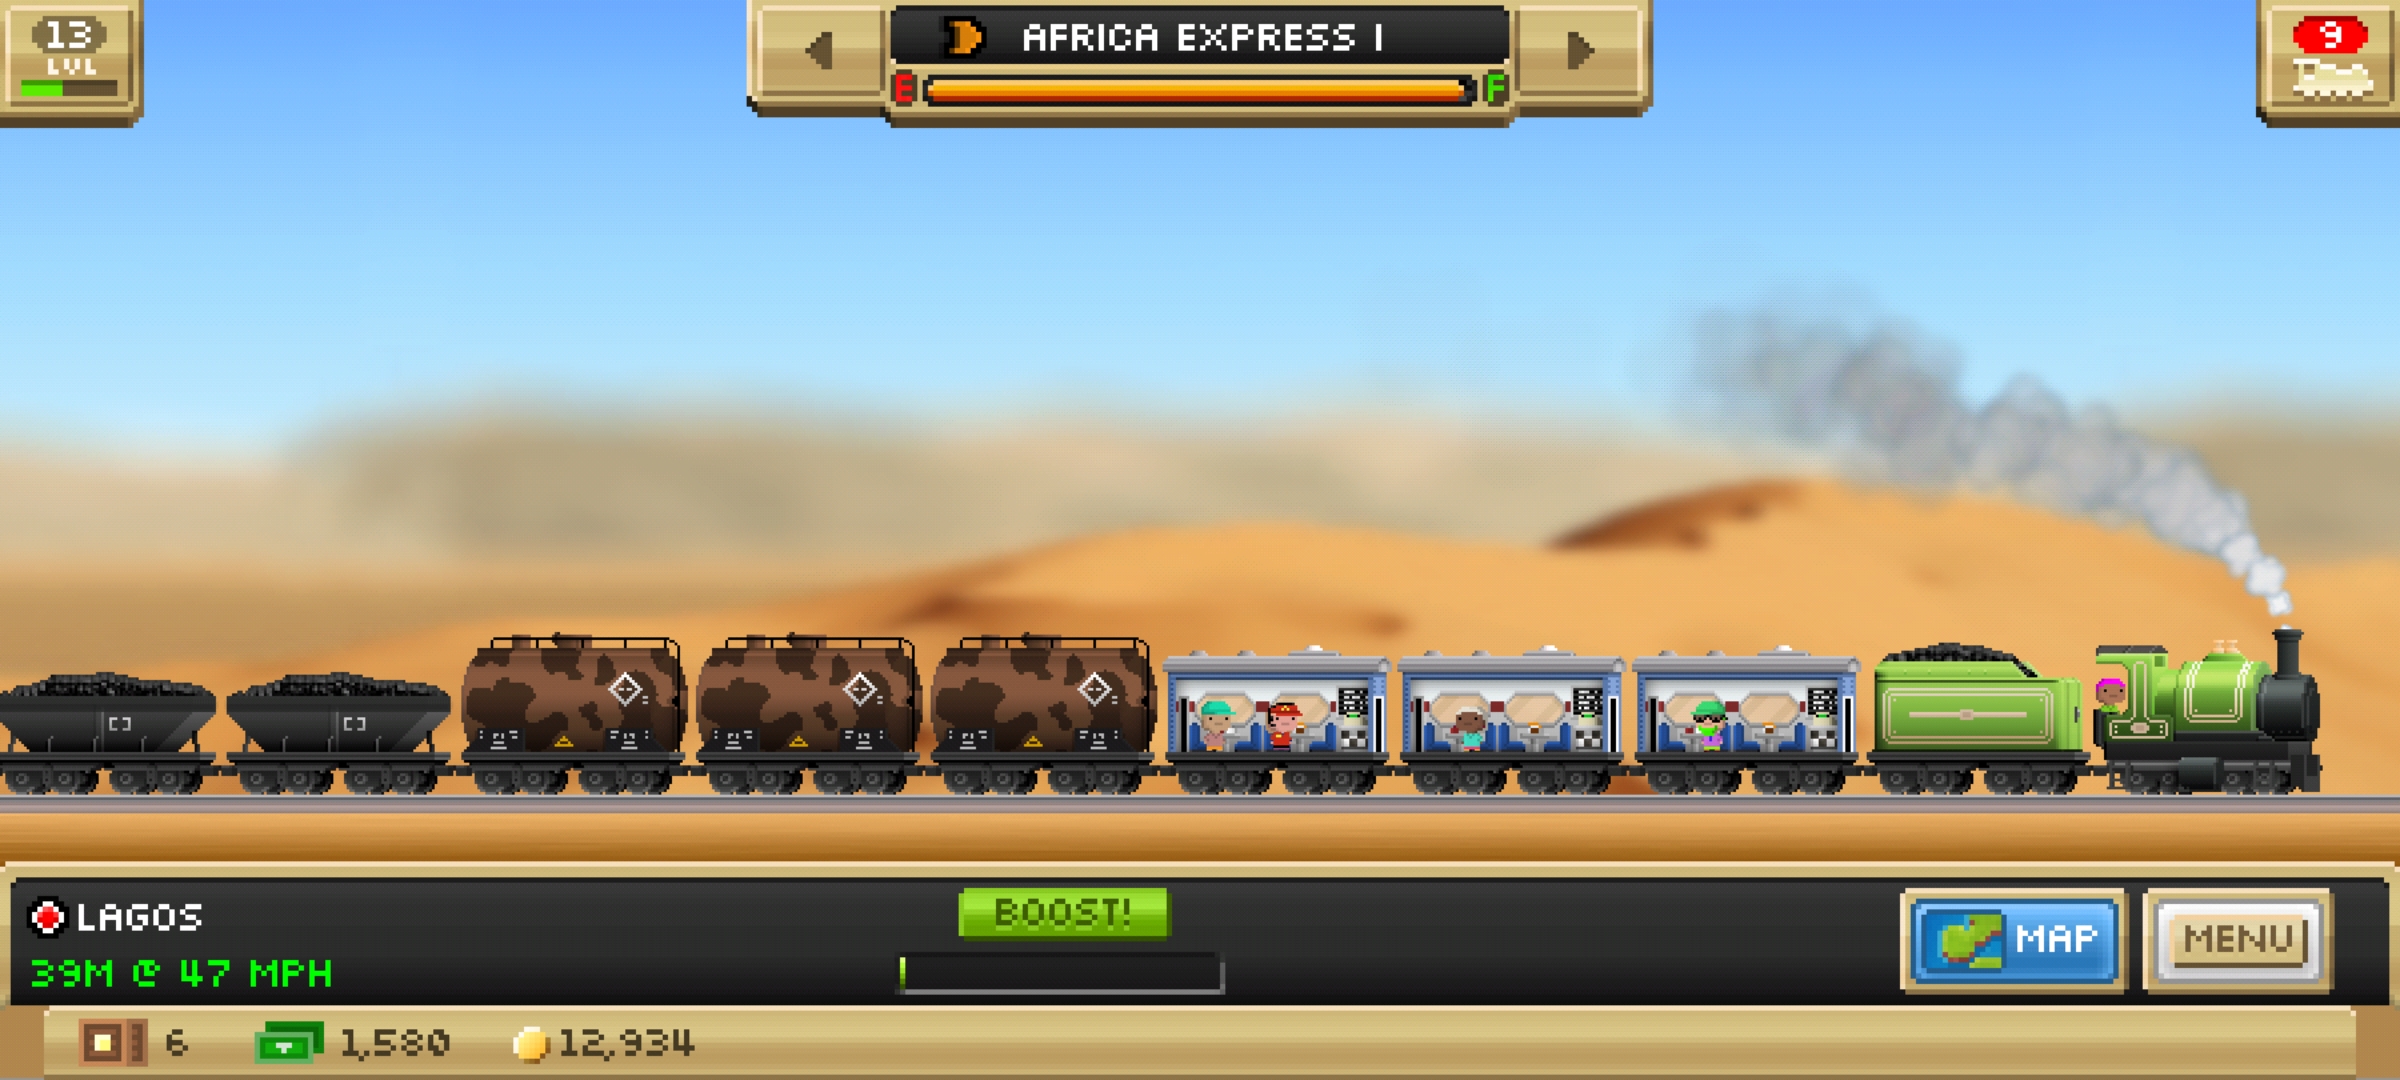 13
LVL
AFRICA EXPRESS I
E F
9
LAGOS
39M @ 47 MPH
BOOST!
MAP
MENU
6 1,580 12,934